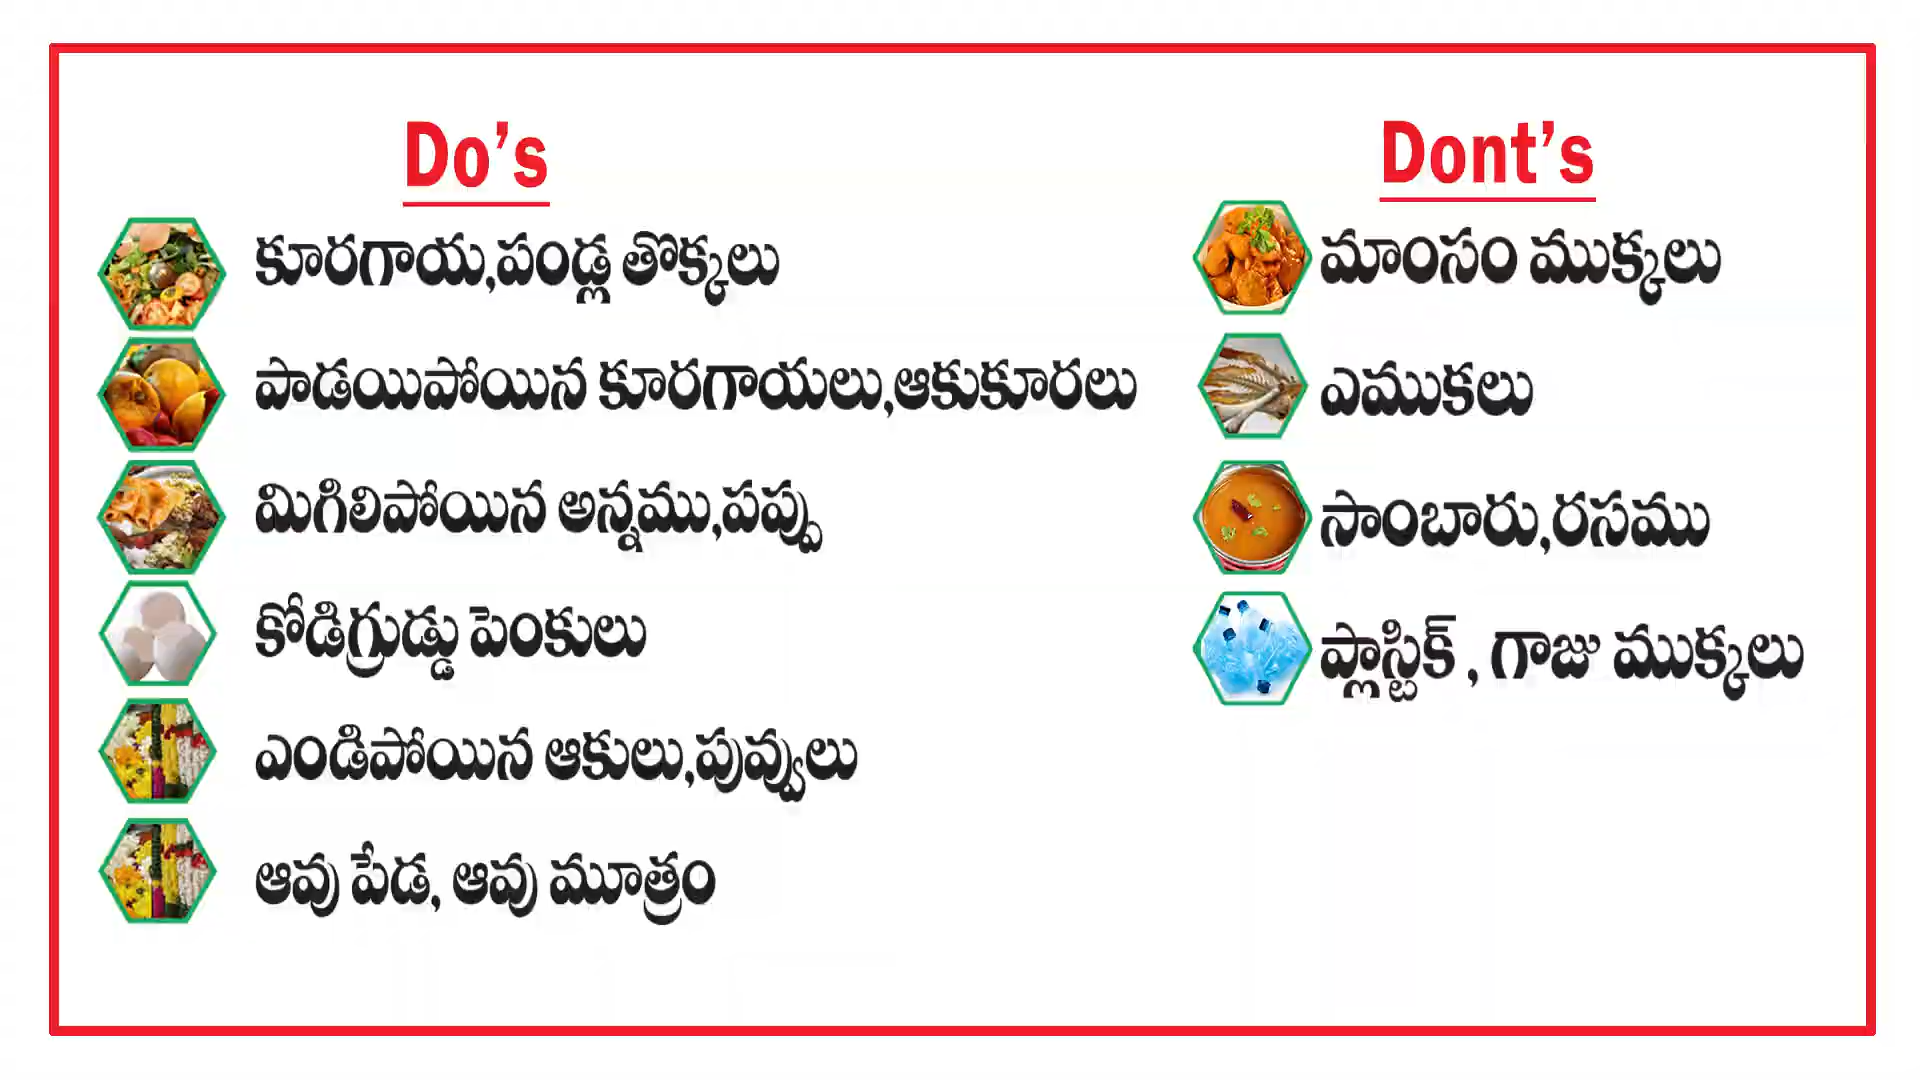 Do's
కూరగాయ,పండ్ల తొక్కలు
పాడయిపోయిన కూరగాయలు,ఆకుకూరలు
మిగిలిపోయిన అన్నము,పప్పు
కోడిగ్రుడ్డు పెంకులు
ఎండిపోయిన ఆకులు,పువ్వులు
ఆవు పేడ, ఆవు మూత్రం
Dont's
మాంసం ముక్కలు
ఎముకలు
సాంబారు,రసము
ప్లాస్టిక్ , గాజు ముక్కలు